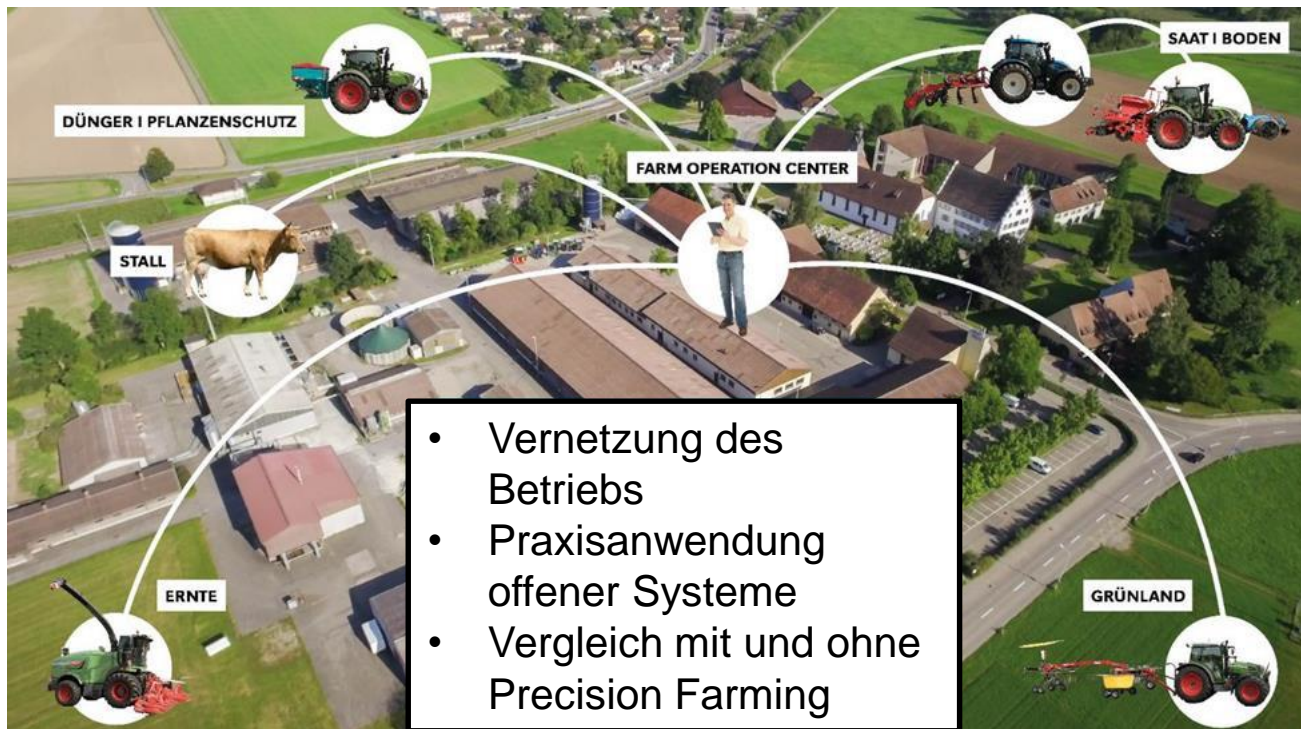 SAAT I BODEN
DÜNGER I PFLANZENSCHUTZ
FARM OPERATION CENTER
STALL
• Vernetzung des
Betriebs
• Praxisanwendung
offener Systeme
• Vergleich mit und ohne
Precision Farming
ERNTE
GRÜNLAND